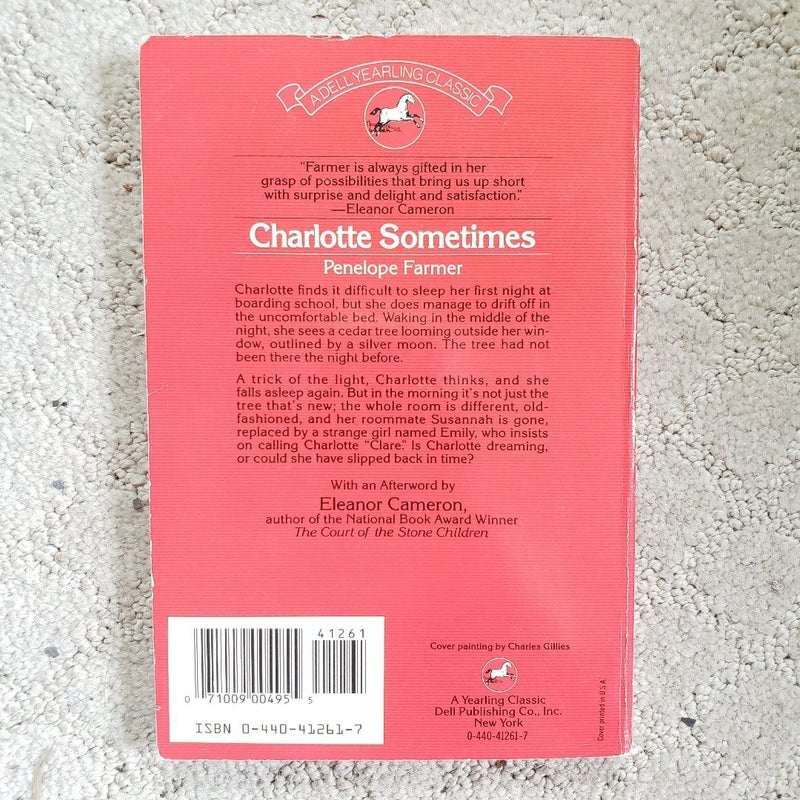 A DELL YEARLING CLASSIC
"Farmer is always gifted in her
grasp of possibilities that bring us up short
with surprise and delight and satisfaction."
—Eleanor Cameron
Charlotte Sometimes
Penelope Farmer
Charlotte finds it difficult to sleep her first night at
boarding school, but she does manage to drift off in
the uncomfortable bed. Waking in the middle of the
night, she sees a cedar tree looming outside her win-
dow, outlined by a silver moon. The tree had not
been there the night before.
A trick of the light, Charlotte thinks, and she
falls asleep again. But in the morning it's not just the
tree that's new; the whole room is different, old-
fashioned, and her roommate Susannah is gone,
replaced by a strange girl named Emily, who insists
on calling Charlotte "Clare." Is Charlotte dreaming,
or could she have slipped back in time?
With an Afterword by
Eleanor Cameron,
author of the National Book Award Winner
The Court of the Stone Children
41261
0 71009 00495 5
ISBN 0-440-41261-7
Cover painting by Charles Gillies
A Yearling Classic
Dell Publishing Co., Inc.
New York
0-440-41261-7
Cover printed in U.S.A.